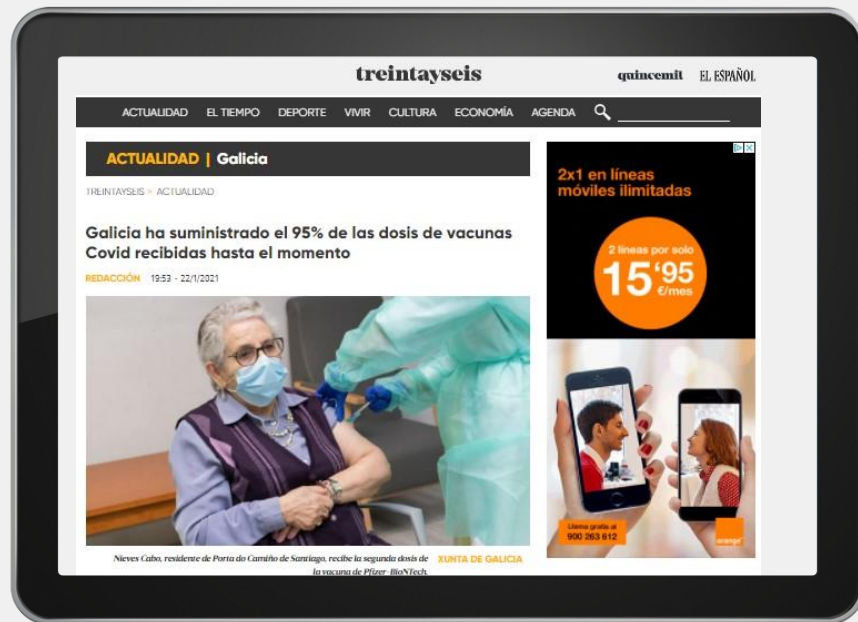 treintayseis
quincemil EL ESPAÑOL
ACTUALIDAD EL TIEMPO DEPORTE VIVIR CULTURA ECONOMÍA AGENDA
ACTUALIDAD | Galicia
TREINTAYSEIS > ACTUALIDAD
Galicia ha suministrado el 95% de las dosis de vacunas
Covid recibidas hasta el momento
REDACCIÓN 19:53 - 22/1/2021
Nieves Cabo, residente de Porta do Camiño de Santiago, recibe la segunda dosis de
la vacuna de Pfizer-BioNTech.
XUNTA DE GALICIA
2x1 en líneas
móviles ilimitadas
2 líneas por solo
15'95
€/mes
Llama gratis al
900 263 612
orange